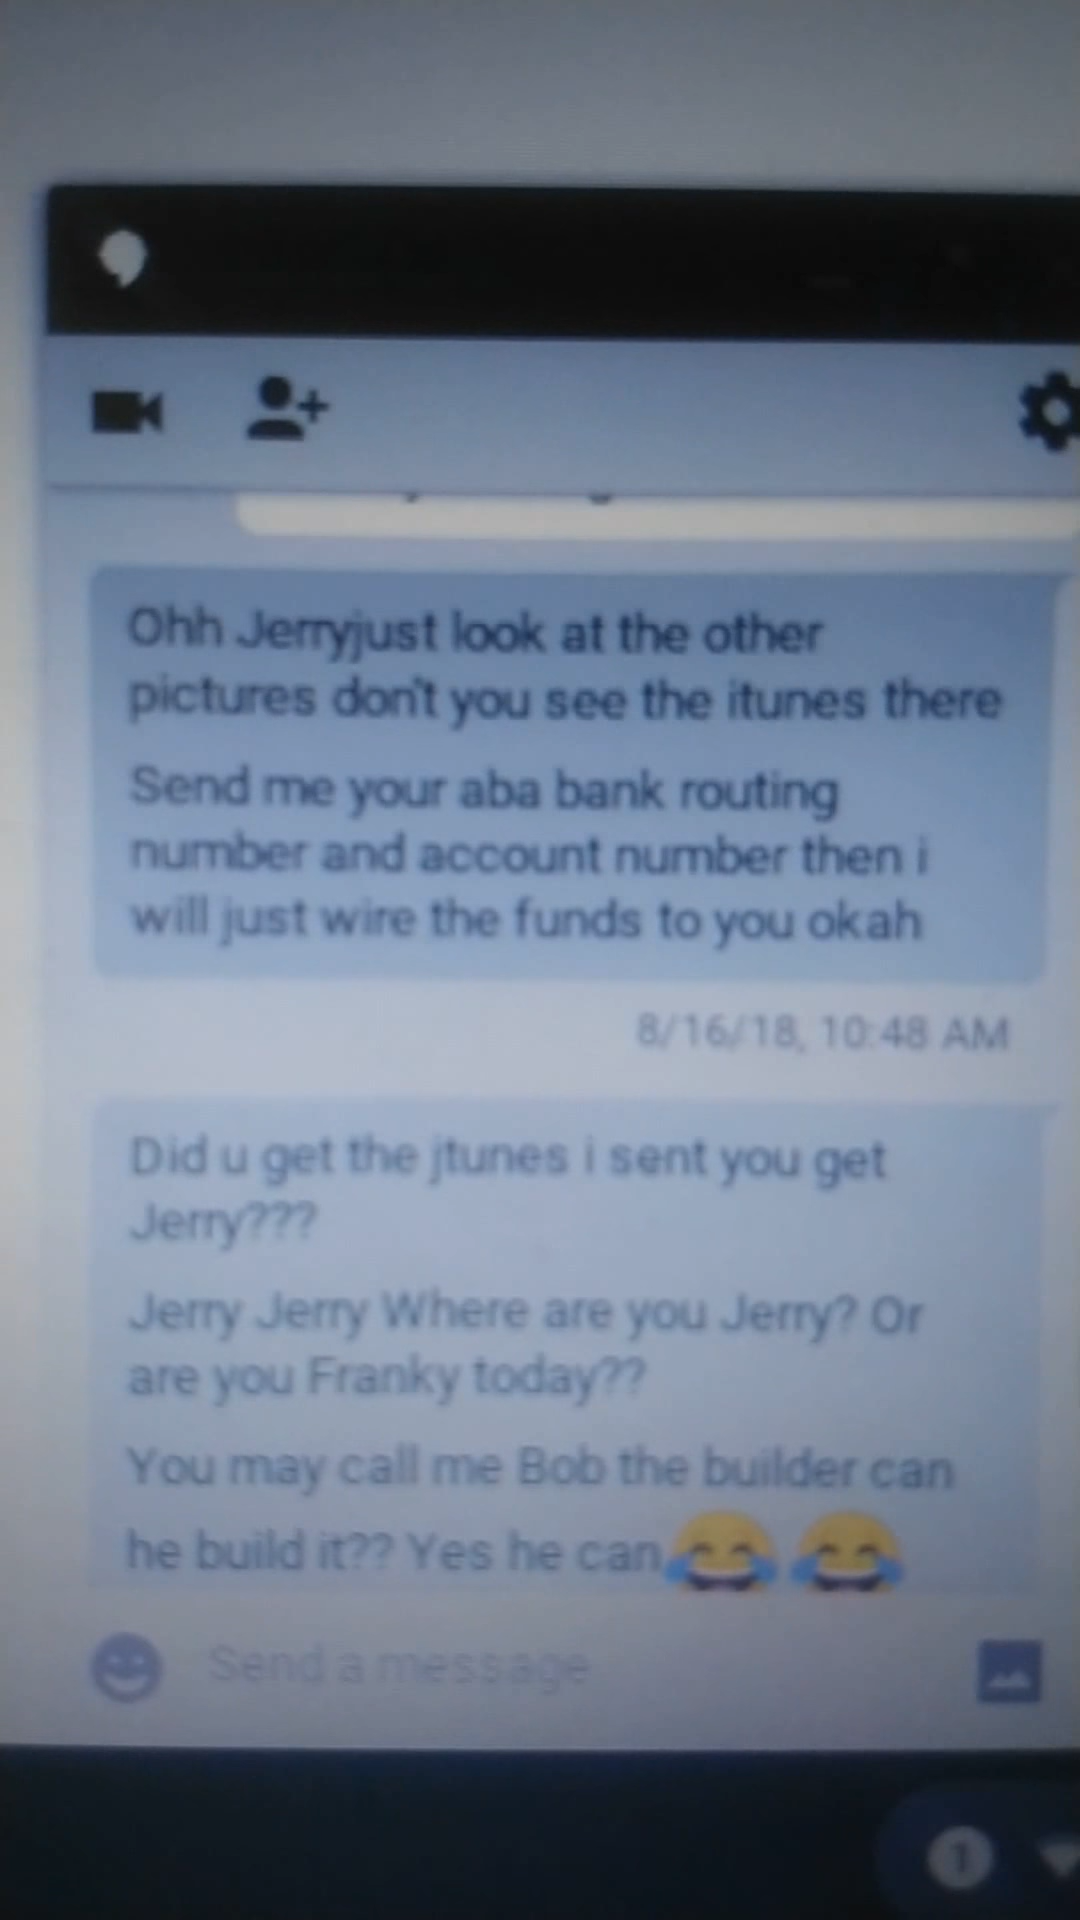 Ohh Jerryjust look at the other
pictures don't you see the itunes there
Send me your aba bank routing
number and account number then i
will just wire the funds to you okah
8/16/18, 10:48 AM
Did u get the jtunes i sent you get
Jerry???
Jerry Jerry Where are you Jerry? Or
are you Franky today??
You may call me Bob the builder can
he build it?? Yes he can😂😂
Send a message
1